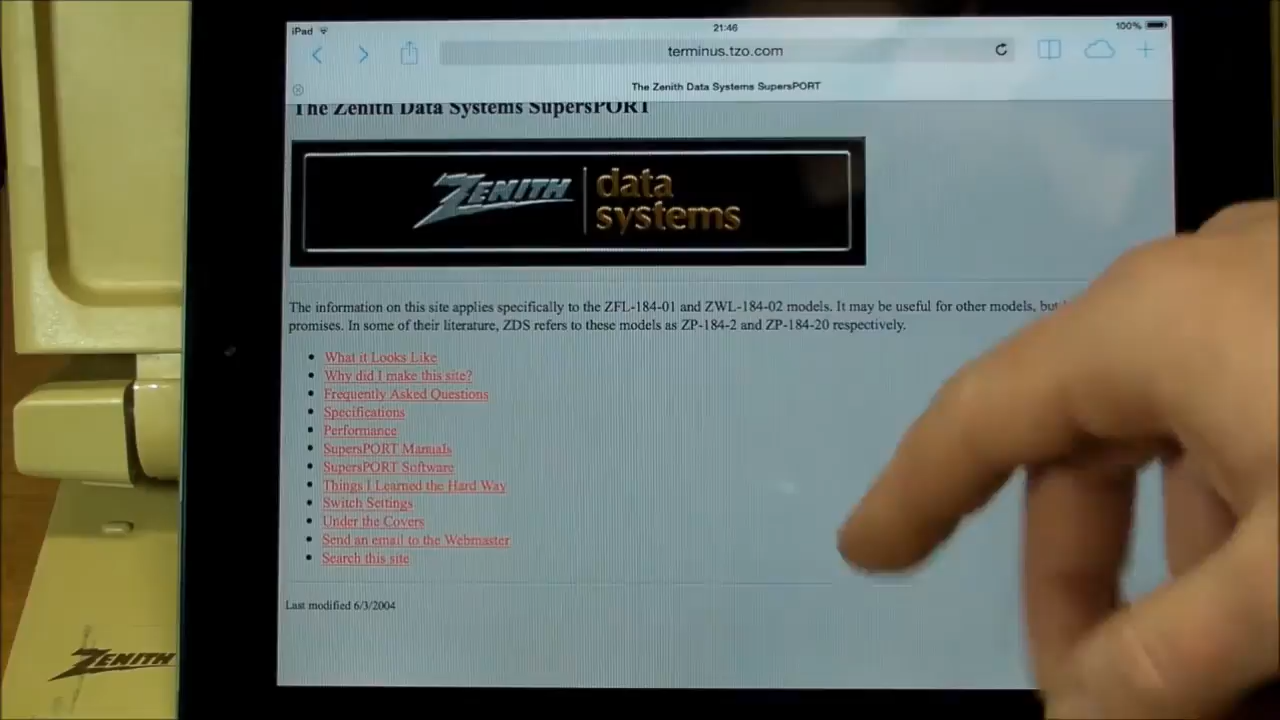 iPad 21:46 100%
terminus.tzo.com
The Zenith Data Systems SupersPORT
The Zenith Data Systems SupersPORT
ZENITH data systems
The information on this site applies specifically to the ZFL-184-01 and ZWL-184-02 models. It may be useful for other models, but
promises. In some of their literature, ZDS refers to these models as ZP-184-2 and ZP-184-20 respectively.
What it Looks Like
Why did I make this site?
Frequently Asked Questions
Specifications
Performance
SupersPORT Manuals
SupersPORT Software
Things I Learned the Hard Way
Switch Settings
Under the Covers
Send an email to the Webmaster
Search this site
Last modified 6/3/2004
ZENITH